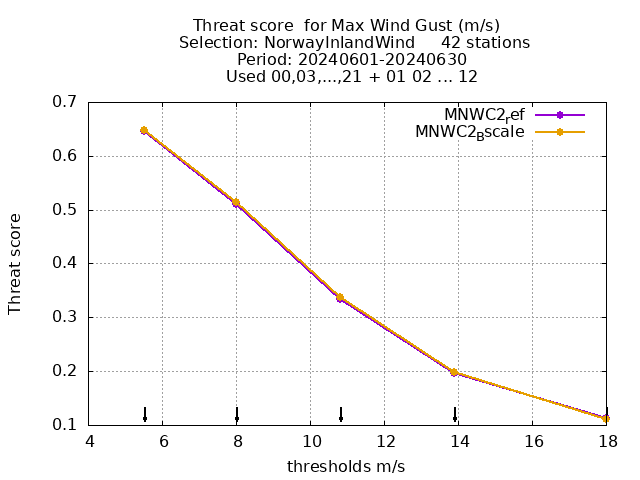 Threat score  for Max Wind Gust (m/s)
Selection: NorwayInlandWind     42 stations
Period: 20240601-20240630
Used 00,03,...,21 + 01 02 ... 12
MNWC2_ref
MNWC2_Bscale
0.7
0.6
0.5
0.4
0.3
0.2
0.1
Threat score
4 6 8 10 12 14 16 18
thresholds m/s